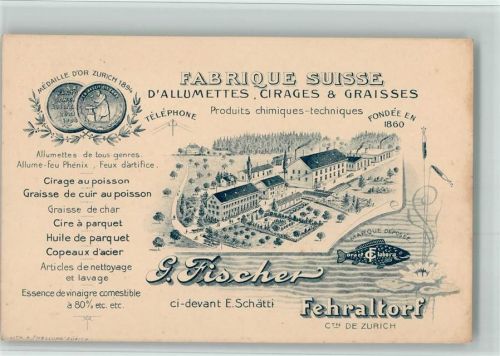 MÉDAILLE D'OR ZURICH 1894
FABRIQUE SUISSE
D'ALLUMETTES, CIRAGES & GRAISSES
Produits chimiques-techniques
TÉLÉPHONE
FONDÉE EN
1860
Allumettes de tous genres.
Allume-feu Phénix, Feux d'artifice.
Cirage au poisson
Graisse de cuir au poisson
Graisse de char
Cire à parquet
Huile de parquet
Copeaux d'acier
Articles de nettoyage
et lavage
Essence de vinaigre comestible
à 80% etc. etc.
MARQUE DÉPOSÉE
G. Fischer
ci-devant E. Schätti
Fehraltorf
CTON DE ZURICH